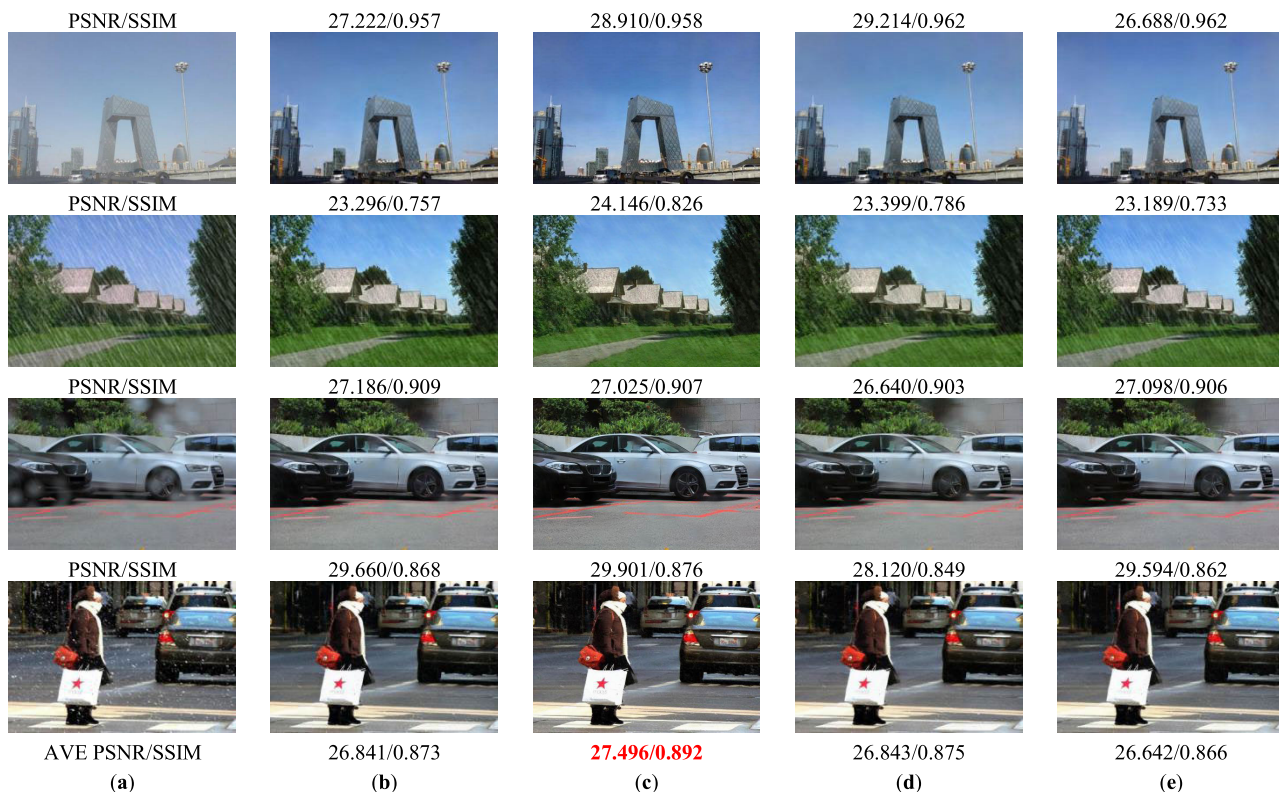 PSNR/SSIM 27.222/0.957 28.910/0.958 29.214/0.962 26.688/0.962
PSNR/SSIM 23.296/0.757 24.146/0.826 23.399/0.786 23.189/0.733
PSNR/SSIM 27.186/0.909 27.025/0.907 26.640/0.903 27.098/0.906
PSNR/SSIM 29.660/0.868 29.901/0.876 28.120/0.849 29.594/0.862
AVE PSNR/SSIM 26.841/0.873 27.496/0.892 26.843/0.875 26.642/0.866
(a) (b) (c) (d) (e)